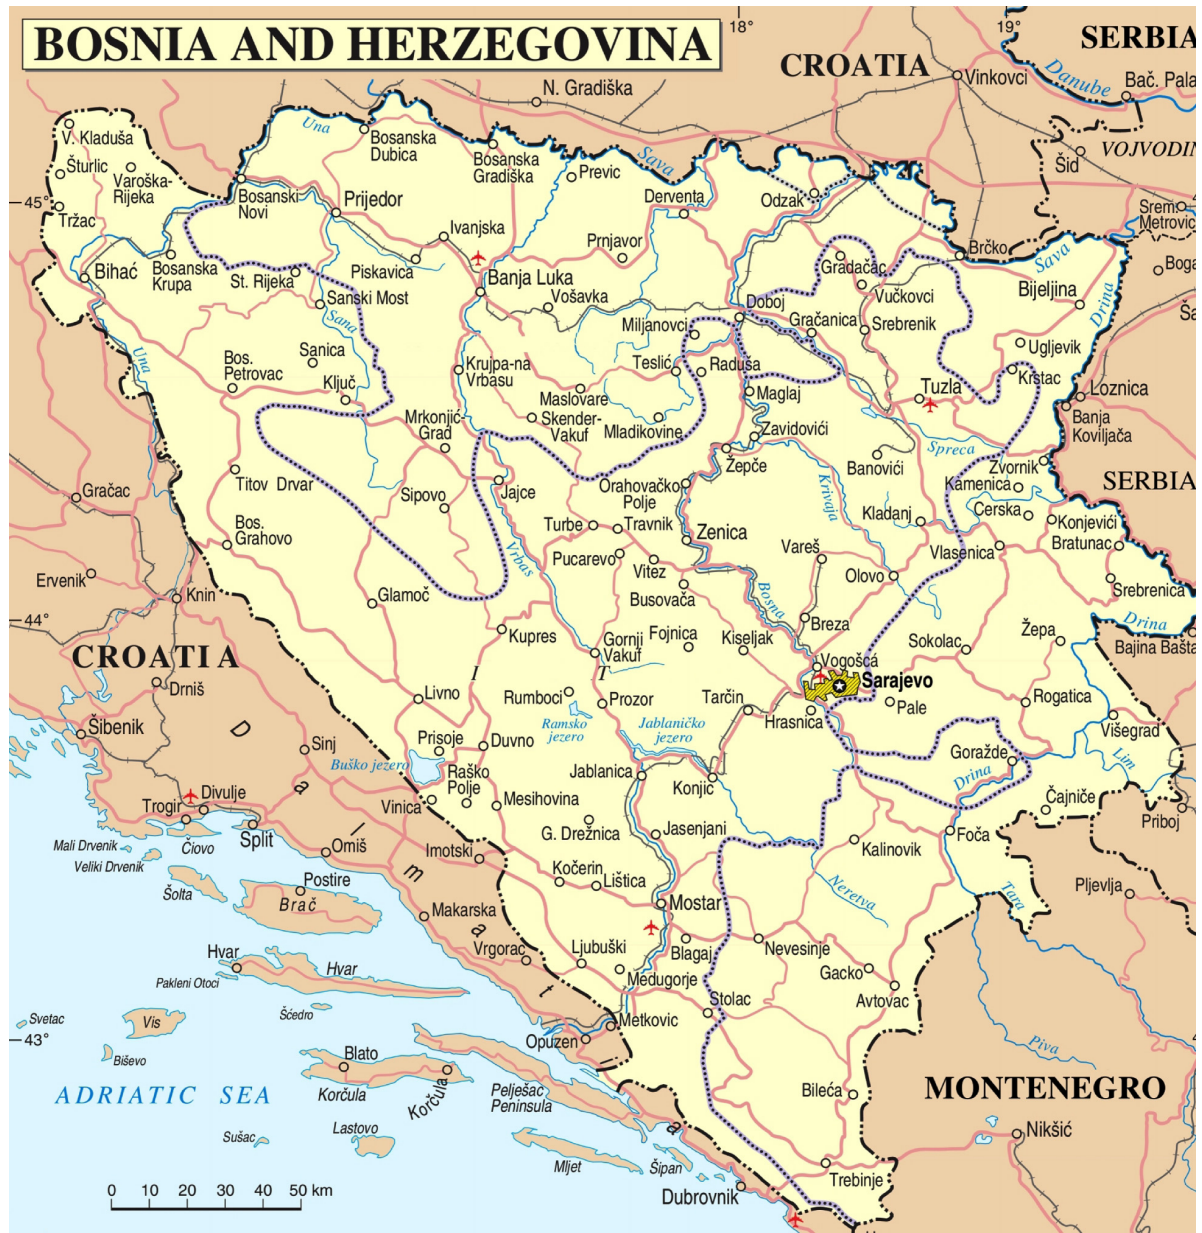 BOSNIA AND HERZEGOVINA
18°
19°
SERBIA
CROATIA
Vinkovci
Danube
Bač. Pala
N. Gradiška
V. Kladuša
Una
Bosanska
Dubica
Bosanska
Gradiška
Sava
Šid
VOJVODIN
Šturlic
Varoška-
Rijeka
Previc
Derventa
Odzak
Bosanski
Novi
Prijedor
45°
Tržac
Srem
Metrovic
Ivanjska
Prnjavor
Brčko
Sava
Bihać
Bosanska
Krupa
St. Rijeka
Piskavica
Gradačac
Boga
Banja Luka
Sanski Most
Vošavka
Doboj
Vučkovci
Bijeljina
Drina
Ša
Sana
Miljanovci
Gračanica
Srebrenik
Ugljevik
Una
Bos.
Petrovac
Sanica
Ključ
Krujpa-na
Vrbasu
Teslić
Raduša
Krstac
Tuzla
Loznica
Maslovare
Maglaj
Banja
Koviljača
Mrkonjić-
Grad
Skender-
Vakuf
Mladikovine
Zavidovići
Spreca
Žepče
Banovići
Zvornik
Titov Drvar
Kamenica
SERBIA
Gračac
Sipovo
Jajce
Orahovačko
Polje
Krivaja
Cerska
Konjevići
Bos.
Grahovo
Turbe
Travnik
Zenica
Kladanj
Vlasenica
Bratunac
Pucarevo
Vareš
Vitez
Ervenik
Vrbas
Bosna
Olovo
Srebrenica
Knin
Glamoč
Busovača
Breza
Drina
44°
Kupres
Gornji
Vakuf
Fojnica
Kiseljak
Sokolac
Žepa
Bajina Bašta
CROATIA
Vogošća
Sarajevo
Drniš
I
T
Livno
Rumboci
Prozor
Tarčin
Hrasnica
Pale
Rogatica
Šibenik
Ramsko
jezero
Jablaničko
jezero
Višegrad
Sinj
Prisoje
Duvno
Goražde
Lim
Buško jezero
Raško
Polje
Jablanica
Konjić
Drina
Trogir
Divulje
Vinica
Mesihovina
Čajniče
Priboj
Split
Čiovo
G. Drežnica
Jasenjani
Foča
Mali Drvenik
Veliki Drvenik
Omiš
Imotski
Kalinovik
Šolta
Postire
Brač
Kočerin
Lištica
Neretva
Tara
Pljevlja
Makarska
Mostar
Hvar
Pakleni Otoci
Hvar
Vrgorac
Ljubuški
Blagaj
Nevesinje
Gacko
Medugorje
Avtovac
Stolac
Svetac
Vis
Šćedro
Metkovic
43°
Biševo
Opuzen
Piva
Blato
Korčula
Korčula
Pelješac
Peninsula
ADRIATIC SEA
Bileća
MONTENEGRO
Sušac
Lastovo
Nikšić
Mljet
Šipan
Trebinje
Dubrovnik
Dalmatia
0 10 20 30 40 50 km